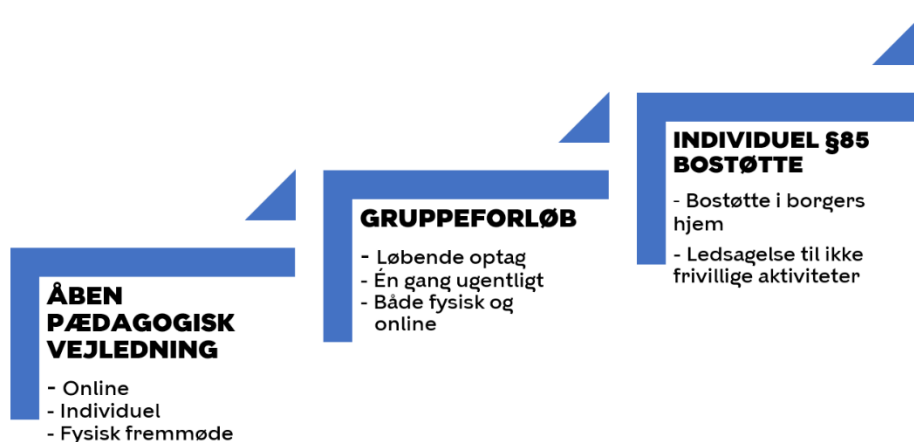 ÅBEN
PÆDAGOGISK
VEJLEDNING
- Online
- Individuel
- Fysisk fremmøde
GRUPPEFORLØB
- Løbende optag
- Én gang ugentligt
- Både fysisk og
online
INDIVIDUEL §85
BOSTØTTE
- Bostøtte i borgers
hjem
- Ledsagelse til ikke
frivillige aktiviteter